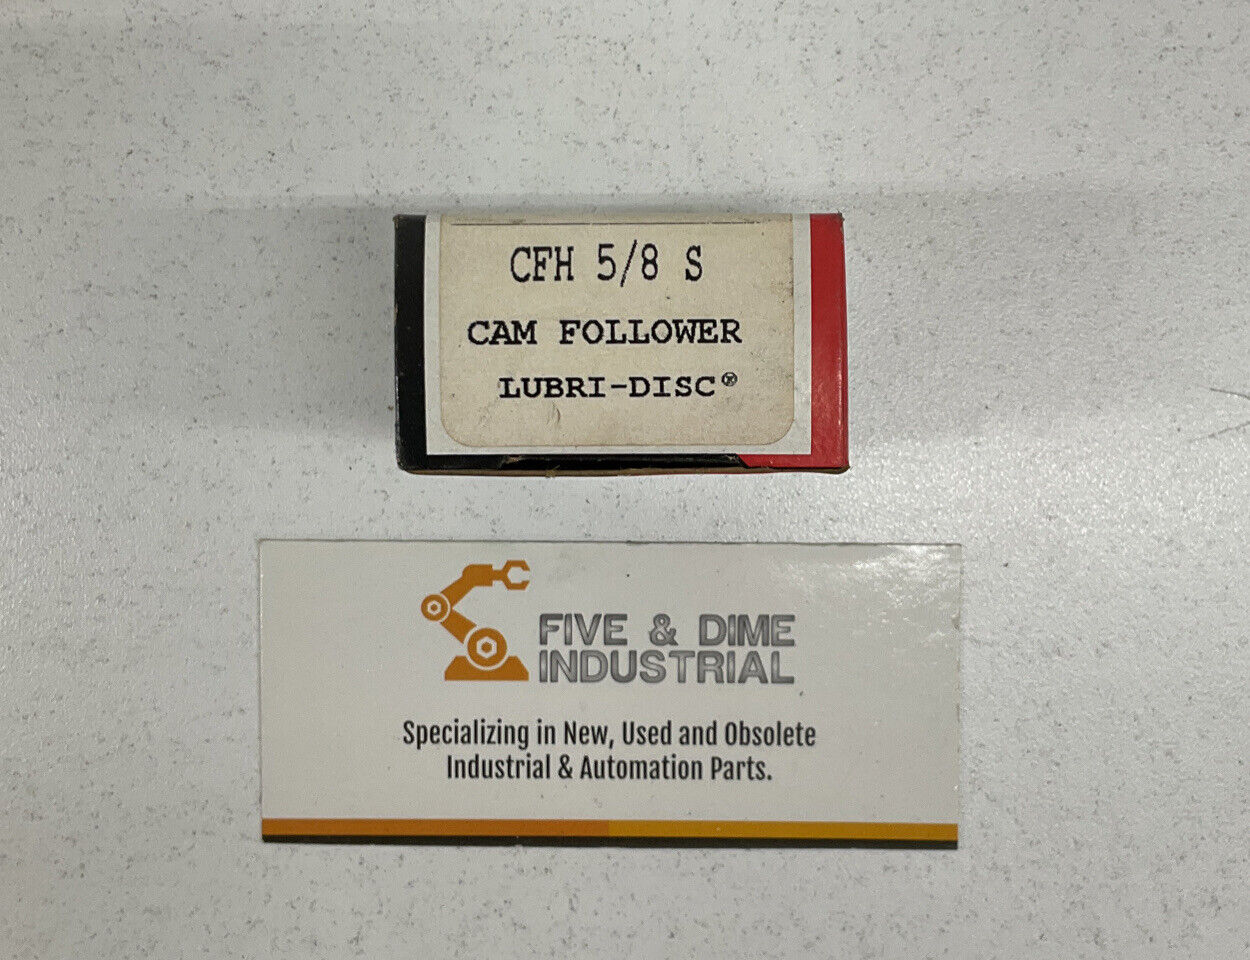 CFH 5/8 S
CAM FOLLOWER
LUBRI-DISC®
FIVE & DIME
INDUSTRIAL
Specializing in New, Used and Obsolete
Industrial & Automation Parts.